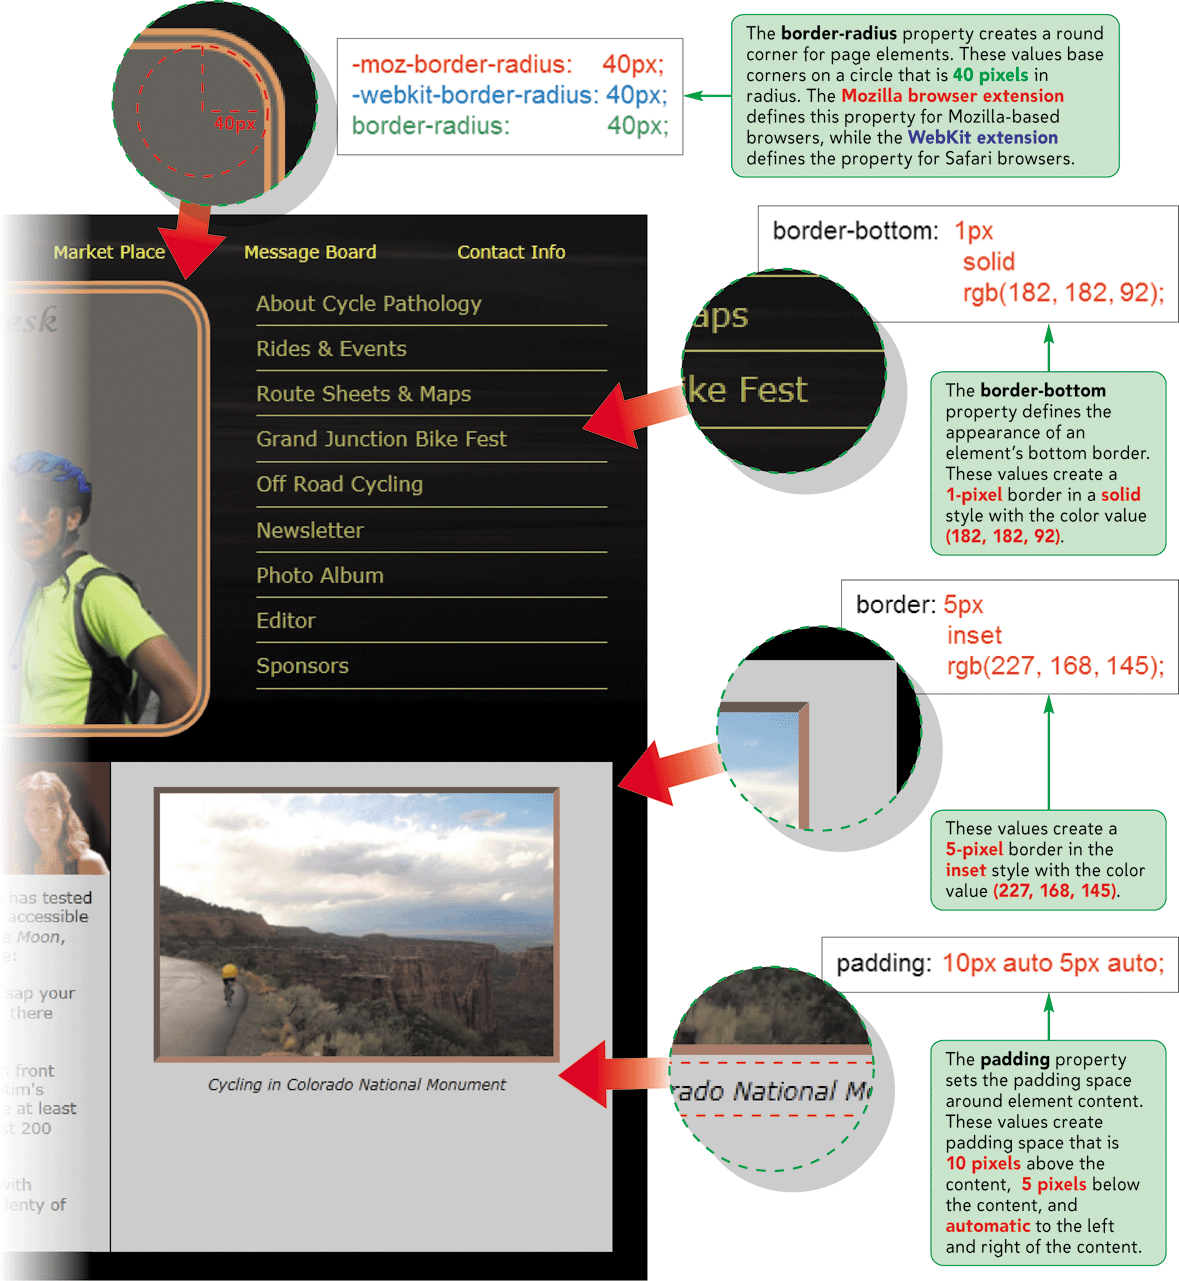 -moz-border-radius: 40px;
-webkit-border-radius: 40px;
border-radius: 40px;
40px
The border-radius property creates a round
corner for page elements. These values base
corners on a circle that is 40 pixels in
radius. The Mozilla browser extension
defines this property for Mozilla-based
browsers, while the WebKit extension
defines the property for Safari browsers.
Market Place
Message Board
Contact Info
esk
About Cycle Pathology
Rides & Events
Route Sheets & Maps
Grand Junction Bike Fest
Off Road Cycling
Newsletter
Photo Album
Editor
Sponsors
border-bottom: 1px
solid
rgb(182, 182, 92);
aps
ike Fest
The border-bottom
property defines the
appearance of an
element's bottom border.
These values create a
1-pixel border in a solid
style with the color value
(182, 182, 92).
border: 5px
inset
rgb(227, 168, 145);
These values create a
5-pixel border in the
inset style with the color
value (227, 168, 145).
has tested
accessible
e Moon,
e:
sap your
there
n front
Rim's
e at least
st 200
with
plenty of
Cycling in Colorado National Monument
padding: 10px auto 5px auto;
rado National M
The padding property
sets the padding space
around element content.
These values create
padding space that is
10 pixels above the
content, 5 pixels below
the content, and
automatic to the left
and right of the content.